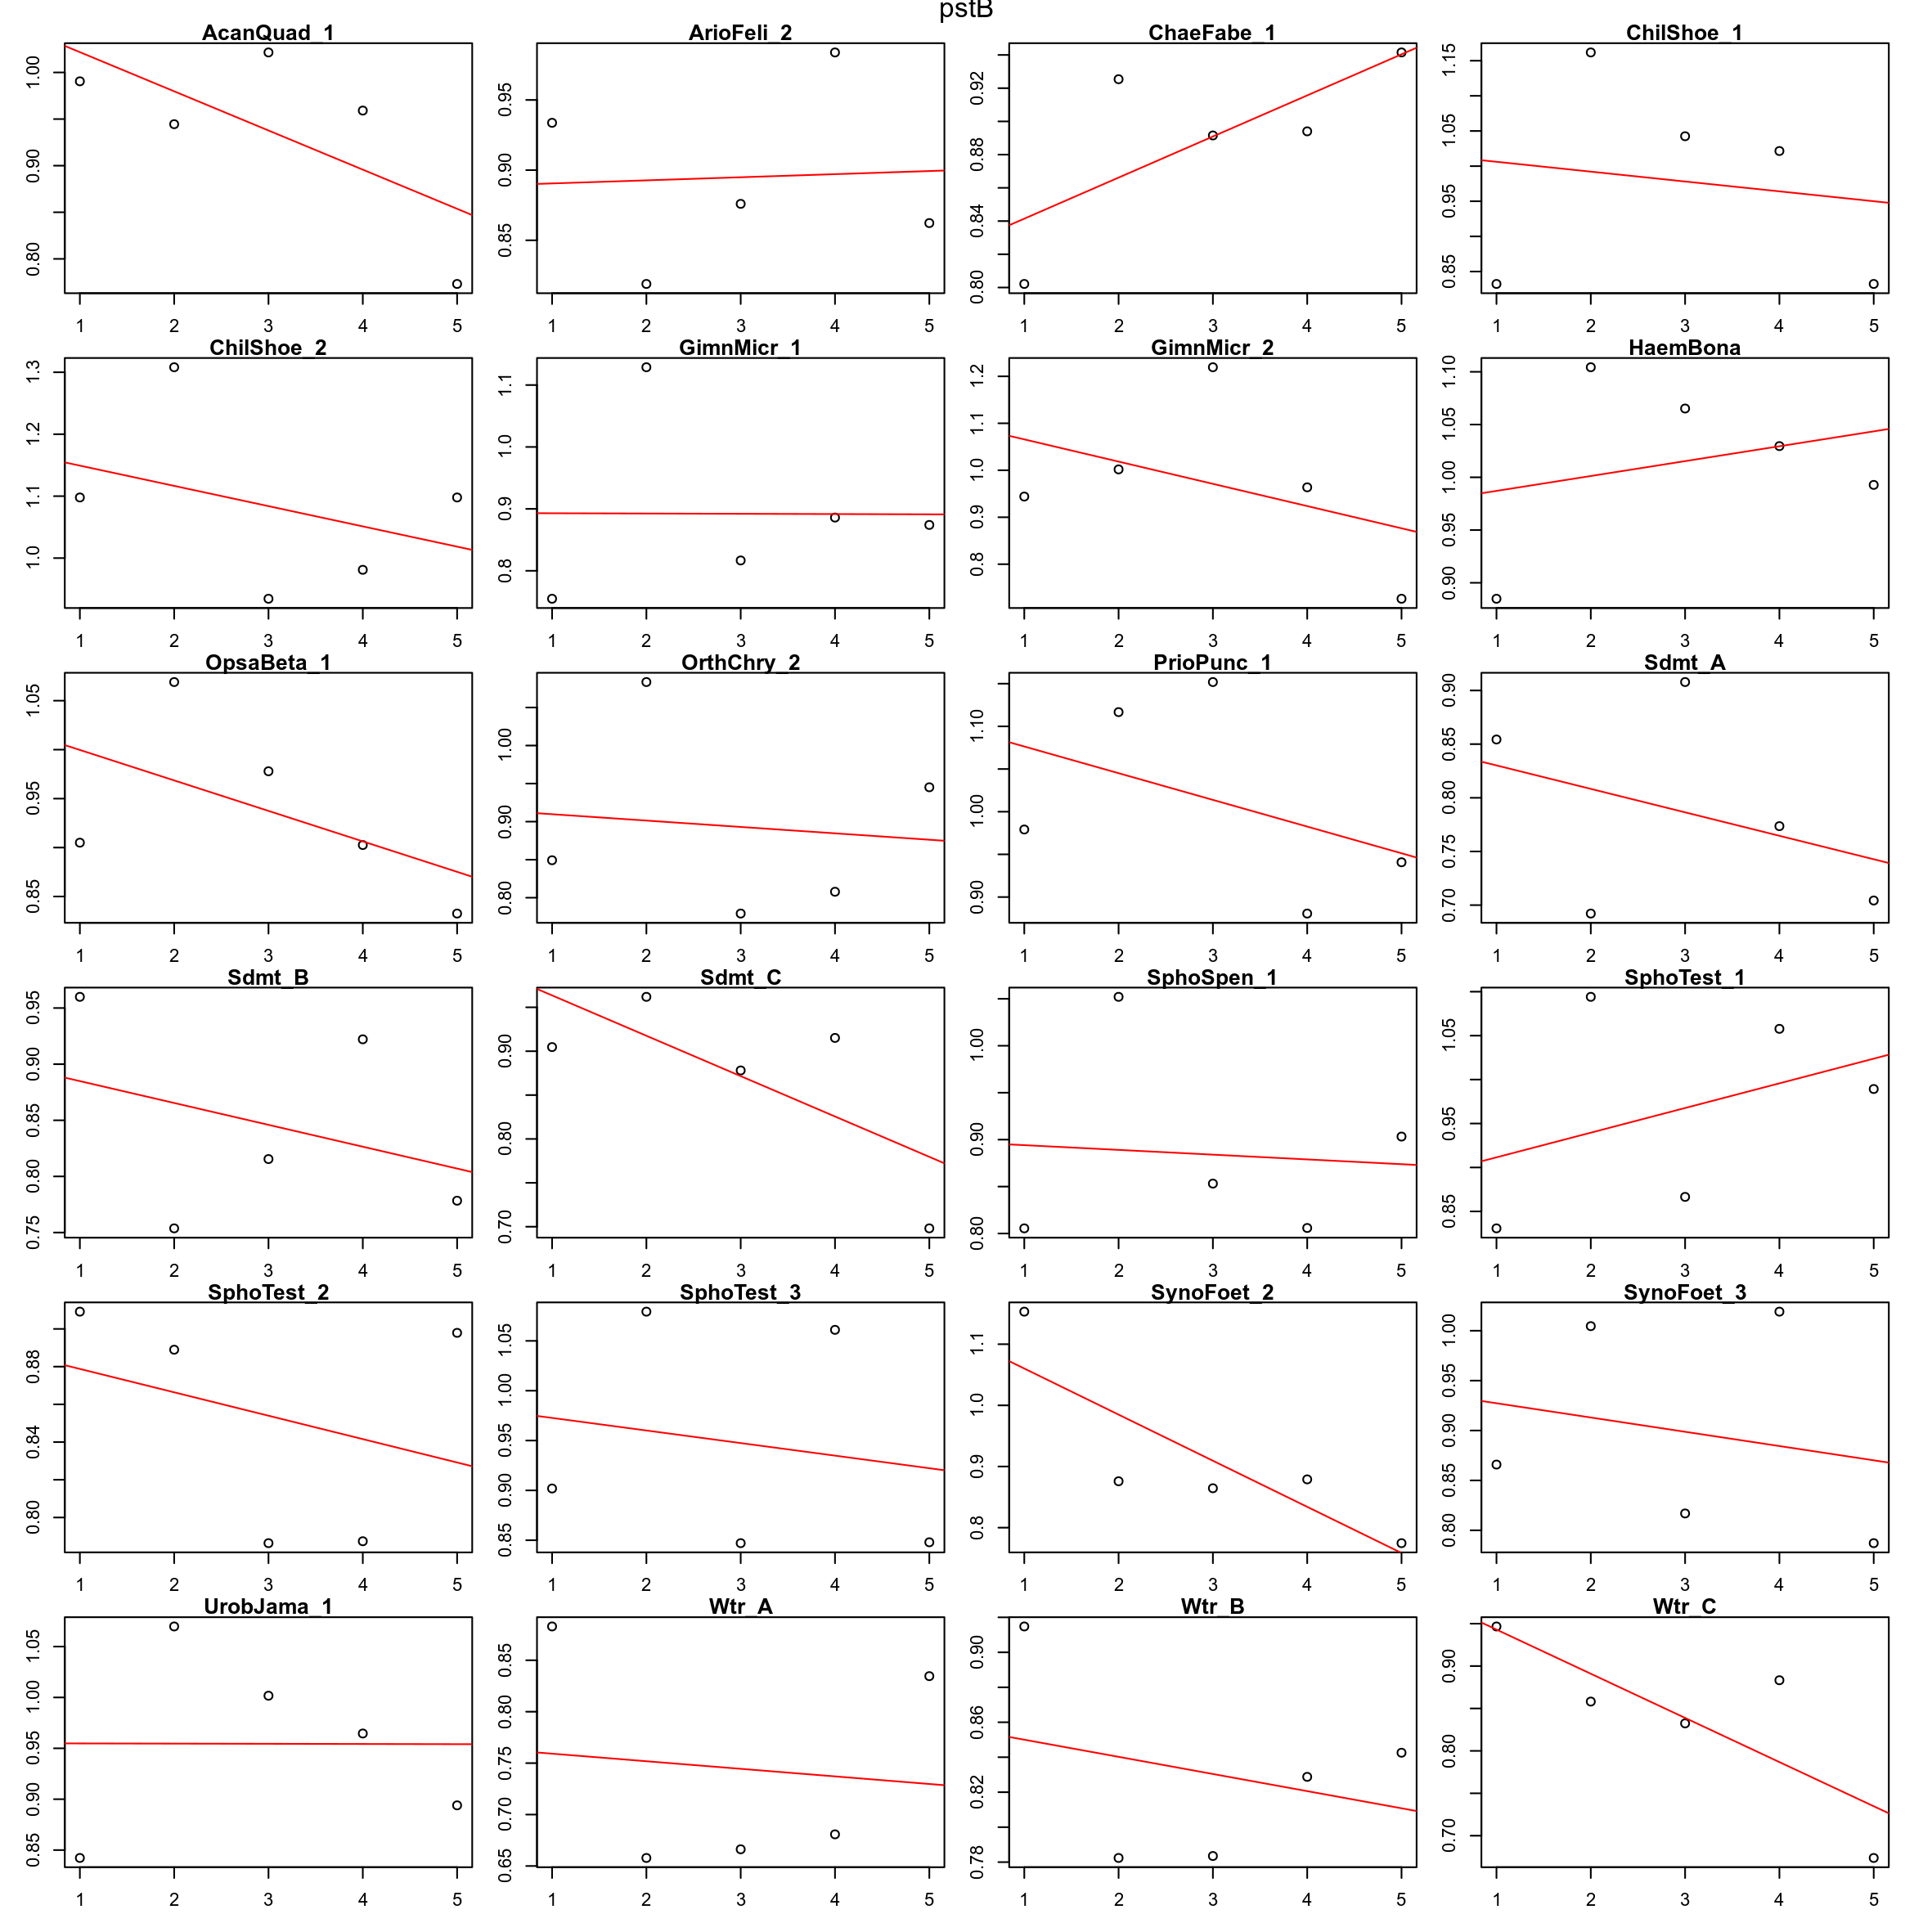 pstB
AcanQuad_1 ArioFeli_2 ChaeFabe_1 ChilShoe_1
0.80 0.90 1.00
1 2 3 4 5
0.85 0.90 0.95
1 2 3 4 5
0.80 0.84 0.88 0.92
1 2 3 4 5
0.85 0.95 1.05 1.15
1 2 3 4 5
ChilShoe_2 GimnMicr_1 GimnMicr_2 HaemBona
1.0 1.1 1.2 1.3
1 2 3 4 5
0.8 0.9 1.0 1.1
1 2 3 4 5
0.8 0.9 1.0 1.1 1.2
1 2 3 4 5
0.90 0.95 1.00 1.05 1.10
1 2 3 4 5
OpsaBeta_1 OrthChry_2 PrioPunc_1 Sdmt_A
0.85 0.95 1.05
1 2 3 4 5
0.80 0.90 1.00
1 2 3 4 5
0.90 1.00 1.10
1 2 3 4 5
0.70 0.75 0.80 0.85 0.90
1 2 3 4 5
Sdmt_B Sdmt_C SphoSpen_1 SphoTest_1
0.75 0.80 0.85 0.90 0.95
1 2 3 4 5
0.70 0.80 0.90
1 2 3 4 5
0.80 0.90 1.00
1 2 3 4 5
0.85 0.95 1.05
1 2 3 4 5
SphoTest_2 SphoTest_3 SynoFoet_2 SynoFoet_3
0.80 0.84 0.88
1 2 3 4 5
0.85 0.90 0.95 1.00 1.05
1 2 3 4 5
0.8 0.9 1.0 1.1
1 2 3 4 5
0.80 0.85 0.90 0.95 1.00
1 2 3 4 5
UrobJama_1 Wtr_A Wtr_B Wtr_C
0.85 0.90 0.95 1.00 1.05
1 2 3 4 5
0.65 0.70 0.75 0.80 0.85
1 2 3 4 5
0.78 0.82 0.86 0.90
1 2 3 4 5
0.70 0.80 0.90
1 2 3 4 5